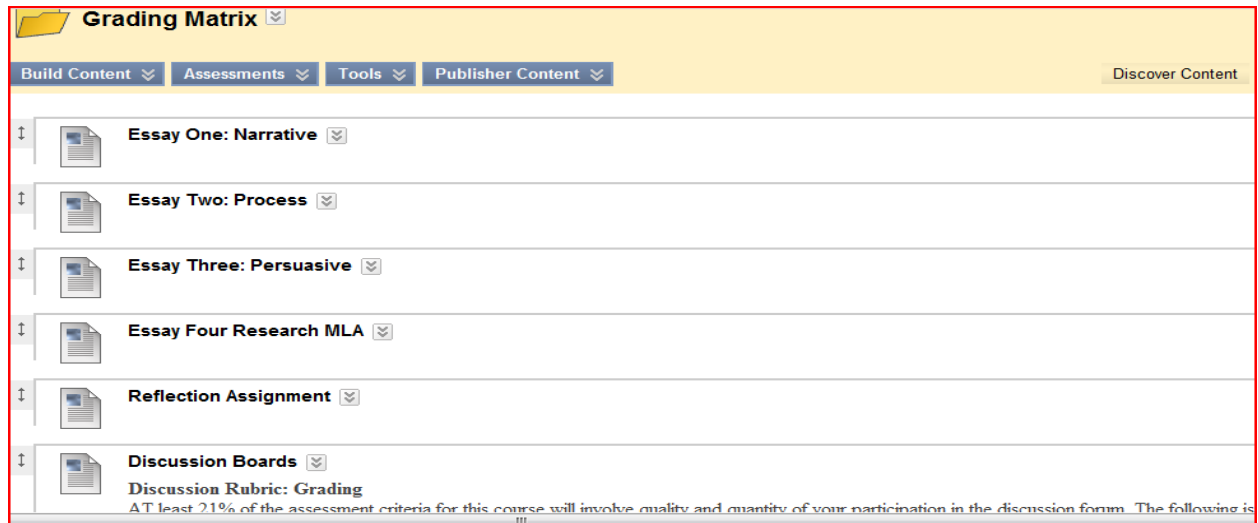 Grading Matrix
Build Content Assessments Tools Publisher Content Discover Content
Essay One: Narrative
Essay Two: Process
Essay Three: Persuasive
Essay Four Research MLA
Reflection Assignment
Discussion Boards
Discussion Rubric: Grading
AT least 21% of the assessment criteria for this course will involve quality and quantity of your participation in the discussion forum. The following is